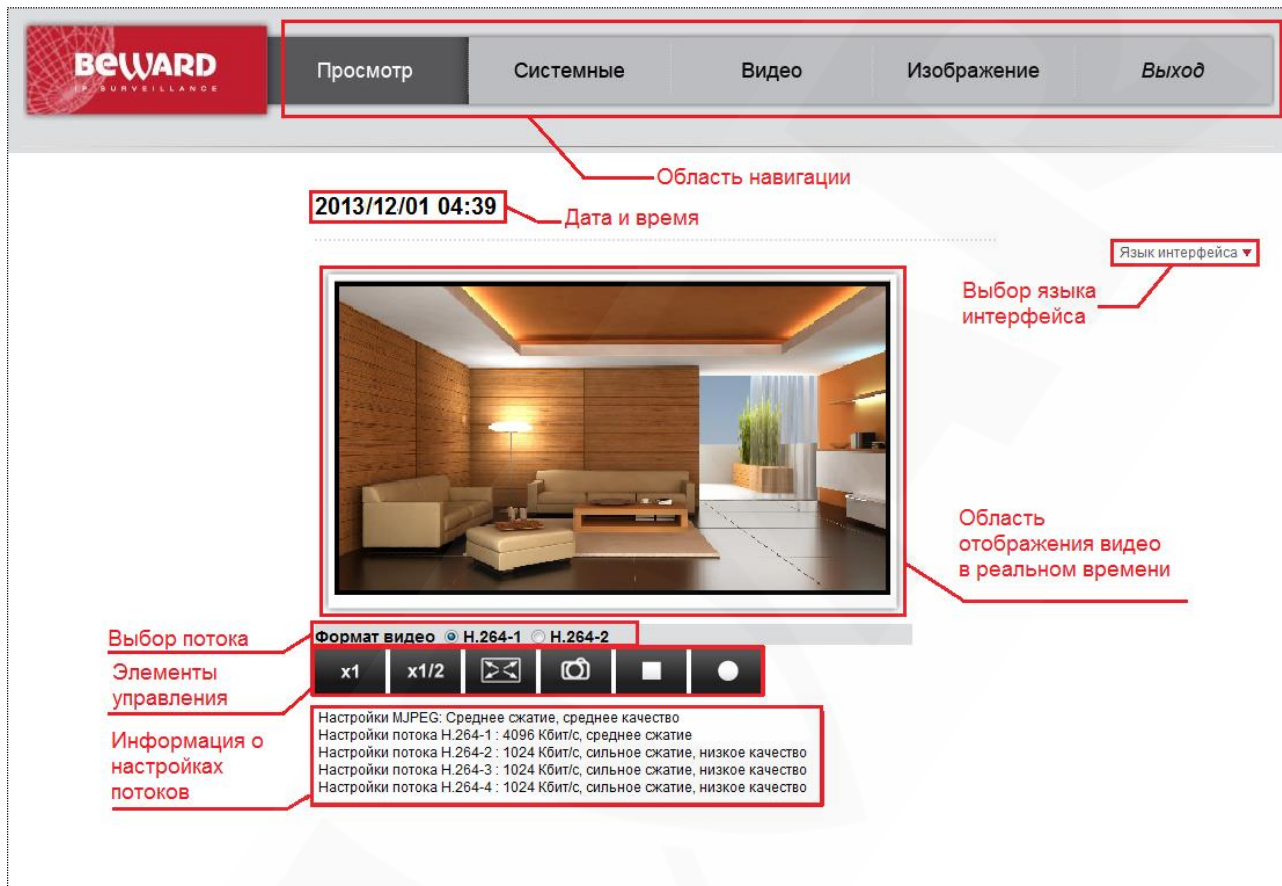 BEWARD
IP SURVEILLANCE
Просмотр
Системные
Видео
Изображение
Выход
Область навигации
2013/12/01 04:39
Дата и время
Язык интерфейса
Выбор языка
интерфейса
Область
отображения видео
в реальном времени
Выбор потока
Формат видео H.264-1 H.264-2
Элементы
управления
x1
x1/2
Информация о
настройках
потоков
Настройки MJPEG: Среднее сжатие, среднее качество
Настройки потока H.264-1 : 4096 Кбит/с, среднее сжатие
Настройки потока H.264-2 : 1024 Кбит/с, сильное сжатие, низкое качество
Настройки потока H.264-3 : 1024 Кбит/с, сильное сжатие, низкое качество
Настройки потока H.264-4 : 1024 Кбит/с, сильное сжатие, низкое качество